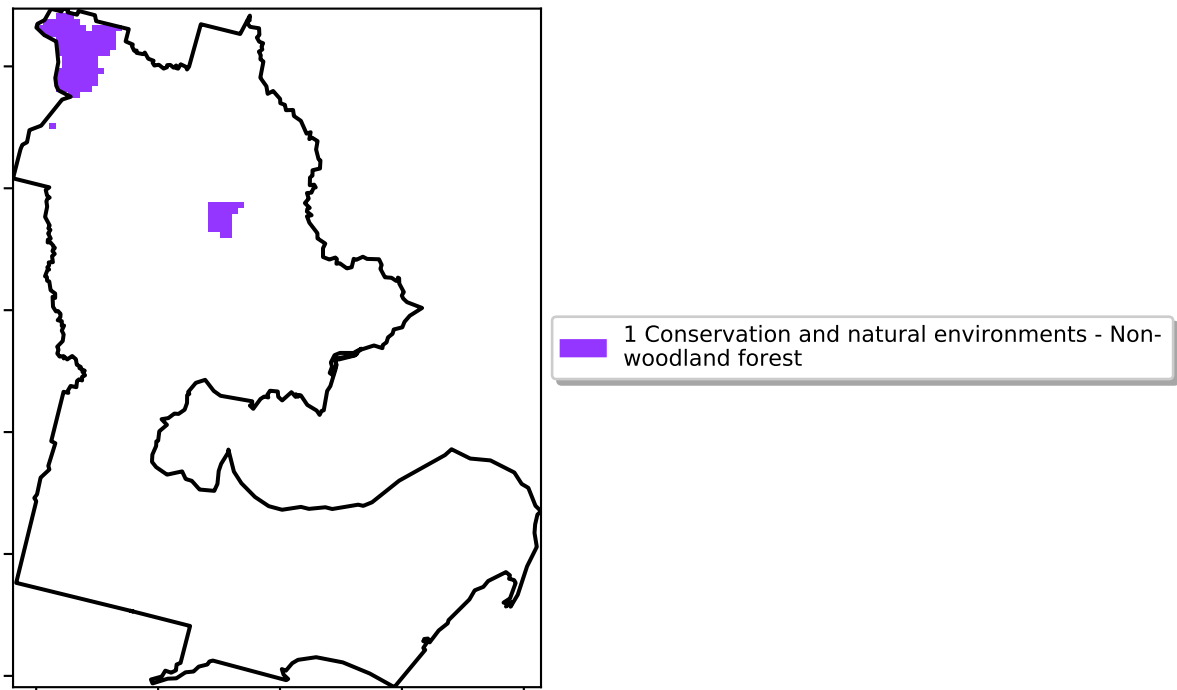 1 Conservation and natural environments - Non-
woodland forest